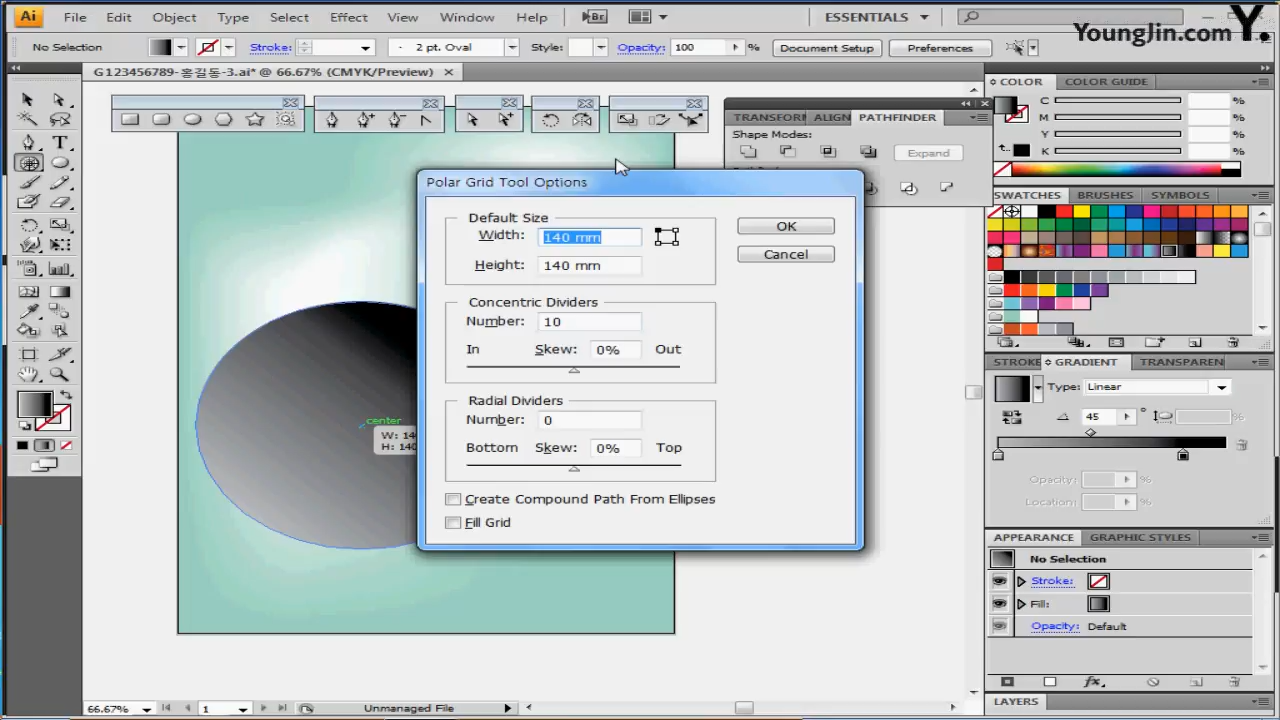 Ai File Edit Object Type Select Effect View Window Help Br ESSENTIALS
YoungJin.com Y.
No Selection Stroke: 2 pt. Oval Style: Opacity: 100 % Document Setup Preferences
G123456789-홍길동-3.ai* @ 66.67% (CMYK/Preview)
COLOR COLOR GUIDE
C %
M %
Y %
K %
TRANSFORM ALIGN PATHFINDER
Shape Modes:
Expand
SWATCHES BRUSHES SYMBOLS
Polar Grid Tool Options
Default Size
Width: 140 mm
Height: 140 mm
OK
Cancel
Concentric Dividers
Number: 10
In Skew: 0% Out
Radial Dividers
Number: 0
Bottom Skew: 0% Top
Create Compound Path From Ellipses
Fill Grid
center
W: 14
H: 140
STROKE GRADIENT TRANSPAREN
Type: Linear
45 ° %
Opacity: %
Location: %
APPEARANCE GRAPHIC STYLES
No Selection
Stroke:
Fill:
Opacity: Default
fx
LAYERS
66.67% 1 Unmanaged File